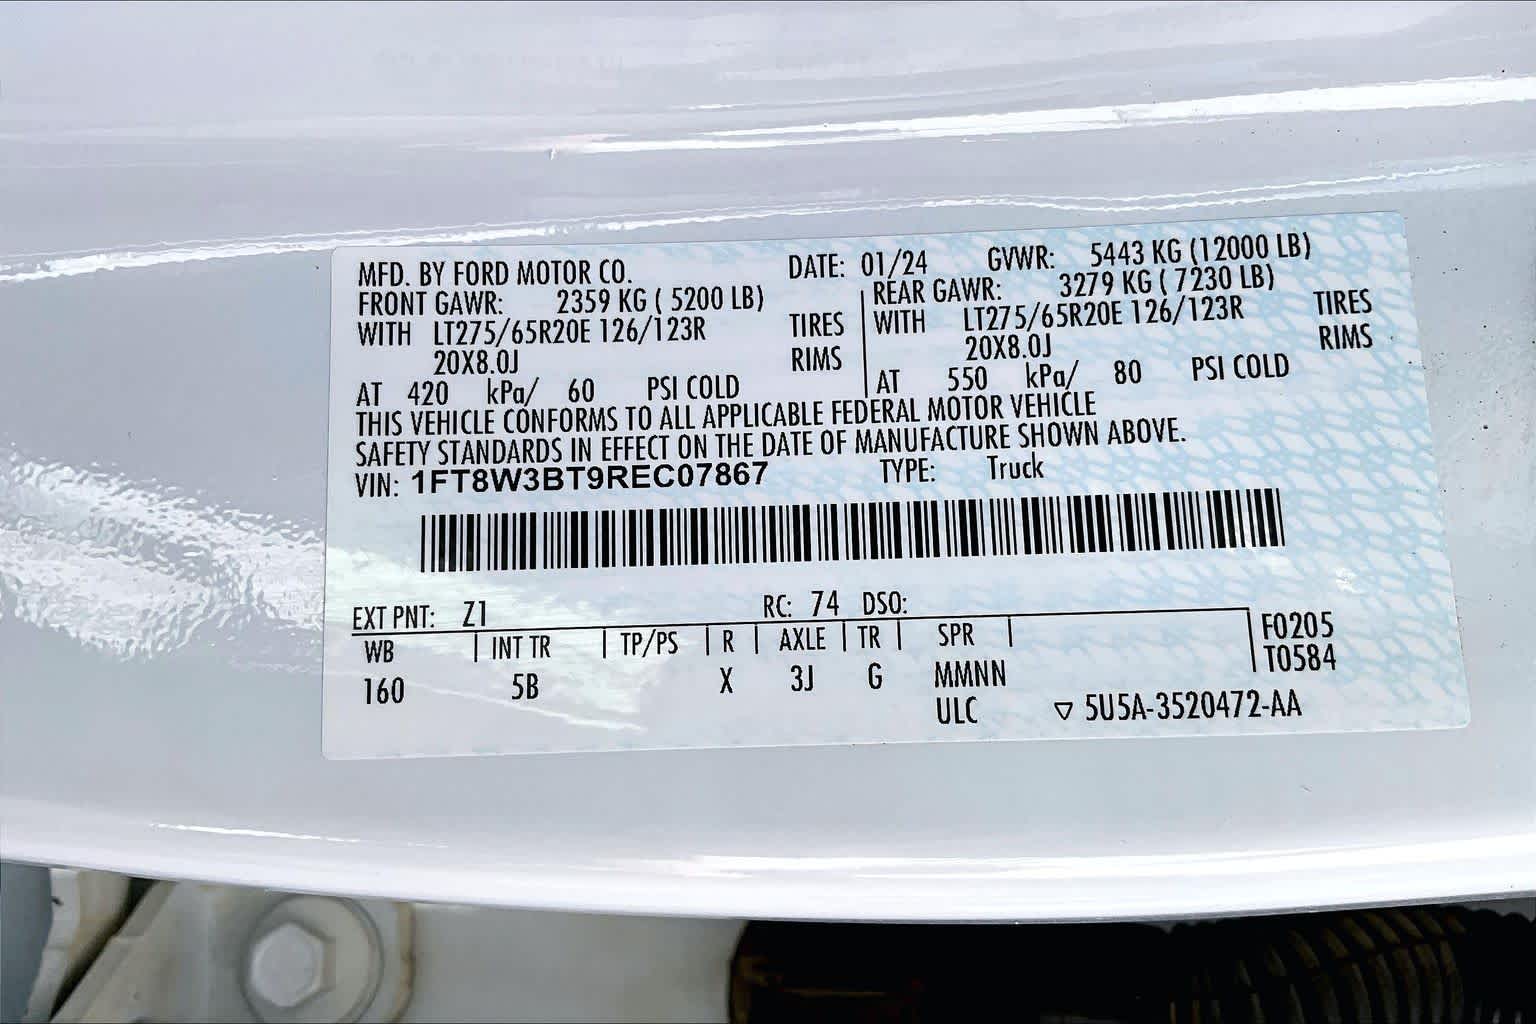 MFD. BY FORD MOTOR CO. DATE: 01/24 GVWR: 5443 KG (12000 LB)
FRONT GAWR: 2359 KG ( 5200 LB) REAR GAWR: 3279 KG ( 7230 LB)
WITH LT275/65R20E 126/123R TIRES WITH LT275/65R20E 126/123R TIRES
20X8.0J RIMS 20X8.0J RIMS
AT 420 kPa/ 60 PSI COLD AT 550 kPa/ 80 PSI COLD
THIS VEHICLE CONFORMS TO ALL APPLICABLE FEDERAL MOTOR VEHICLE
SAFETY STANDARDS IN EFFECT ON THE DATE OF MANUFACTURE SHOWN ABOVE.
VIN: 1FT8W3BT9REC07867 TYPE: Truck
EXT PNT: Z1 RC: 74 DSO:
WB INT TR TP/PS R AXLE TR SPR F0205
160 5B X 3J G MMNN T0584
ULC ▽ 5U5A-3520472-AA